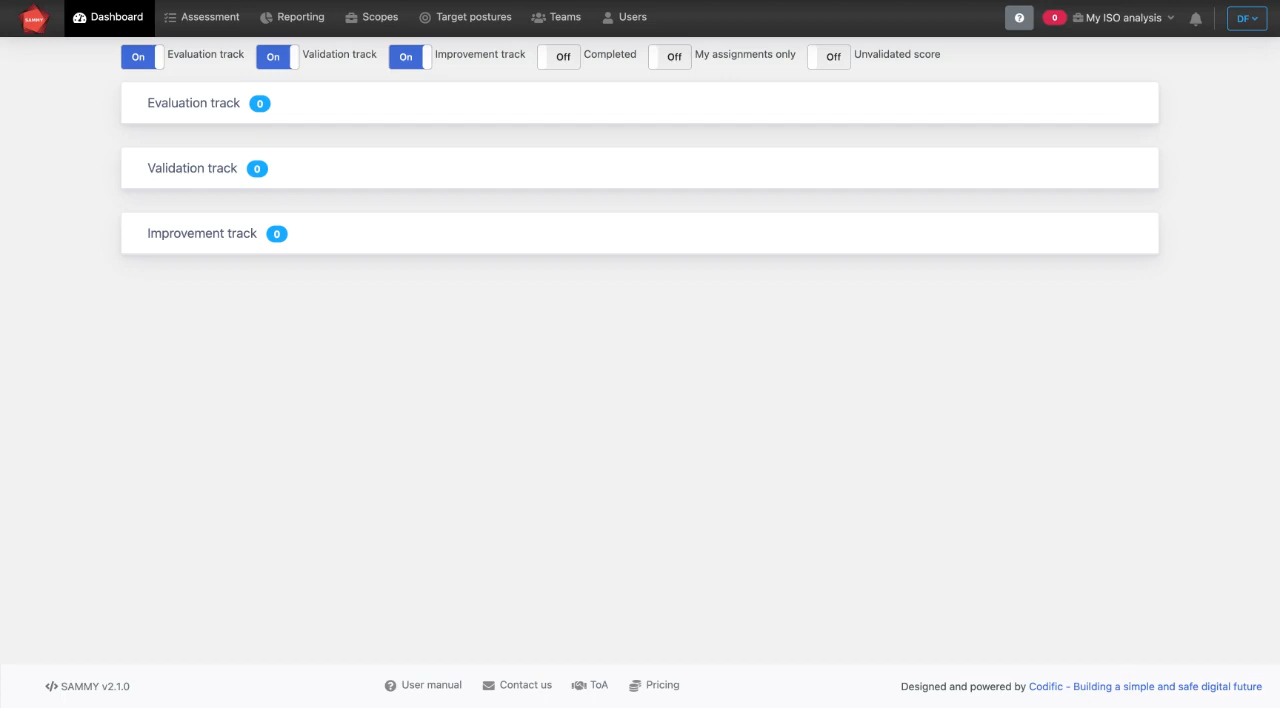 SAMMY
Dashboard
Assessment
Reporting
Scopes
Target postures
Teams
Users
?
0
My ISO analysis
DF
On
Evaluation track
On
Validation track
On
Improvement track
Off
Completed
Off
My assignments only
Off
Unvalidated score
Evaluation track 0
Validation track 0
Improvement track 0
</> SAMMY v2.1.0
User manual
Contact us
ToA
Pricing
Designed and powered by Codific - Building a simple and safe digital future